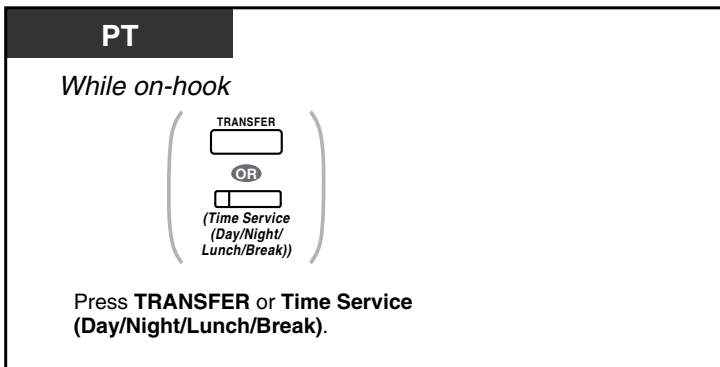 PT
While on-hook
TRANSFER
OR
(Time Service
(Day/Night/
Lunch/Break))
Press TRANSFER or Time Service
(Day/Night/Lunch/Break).